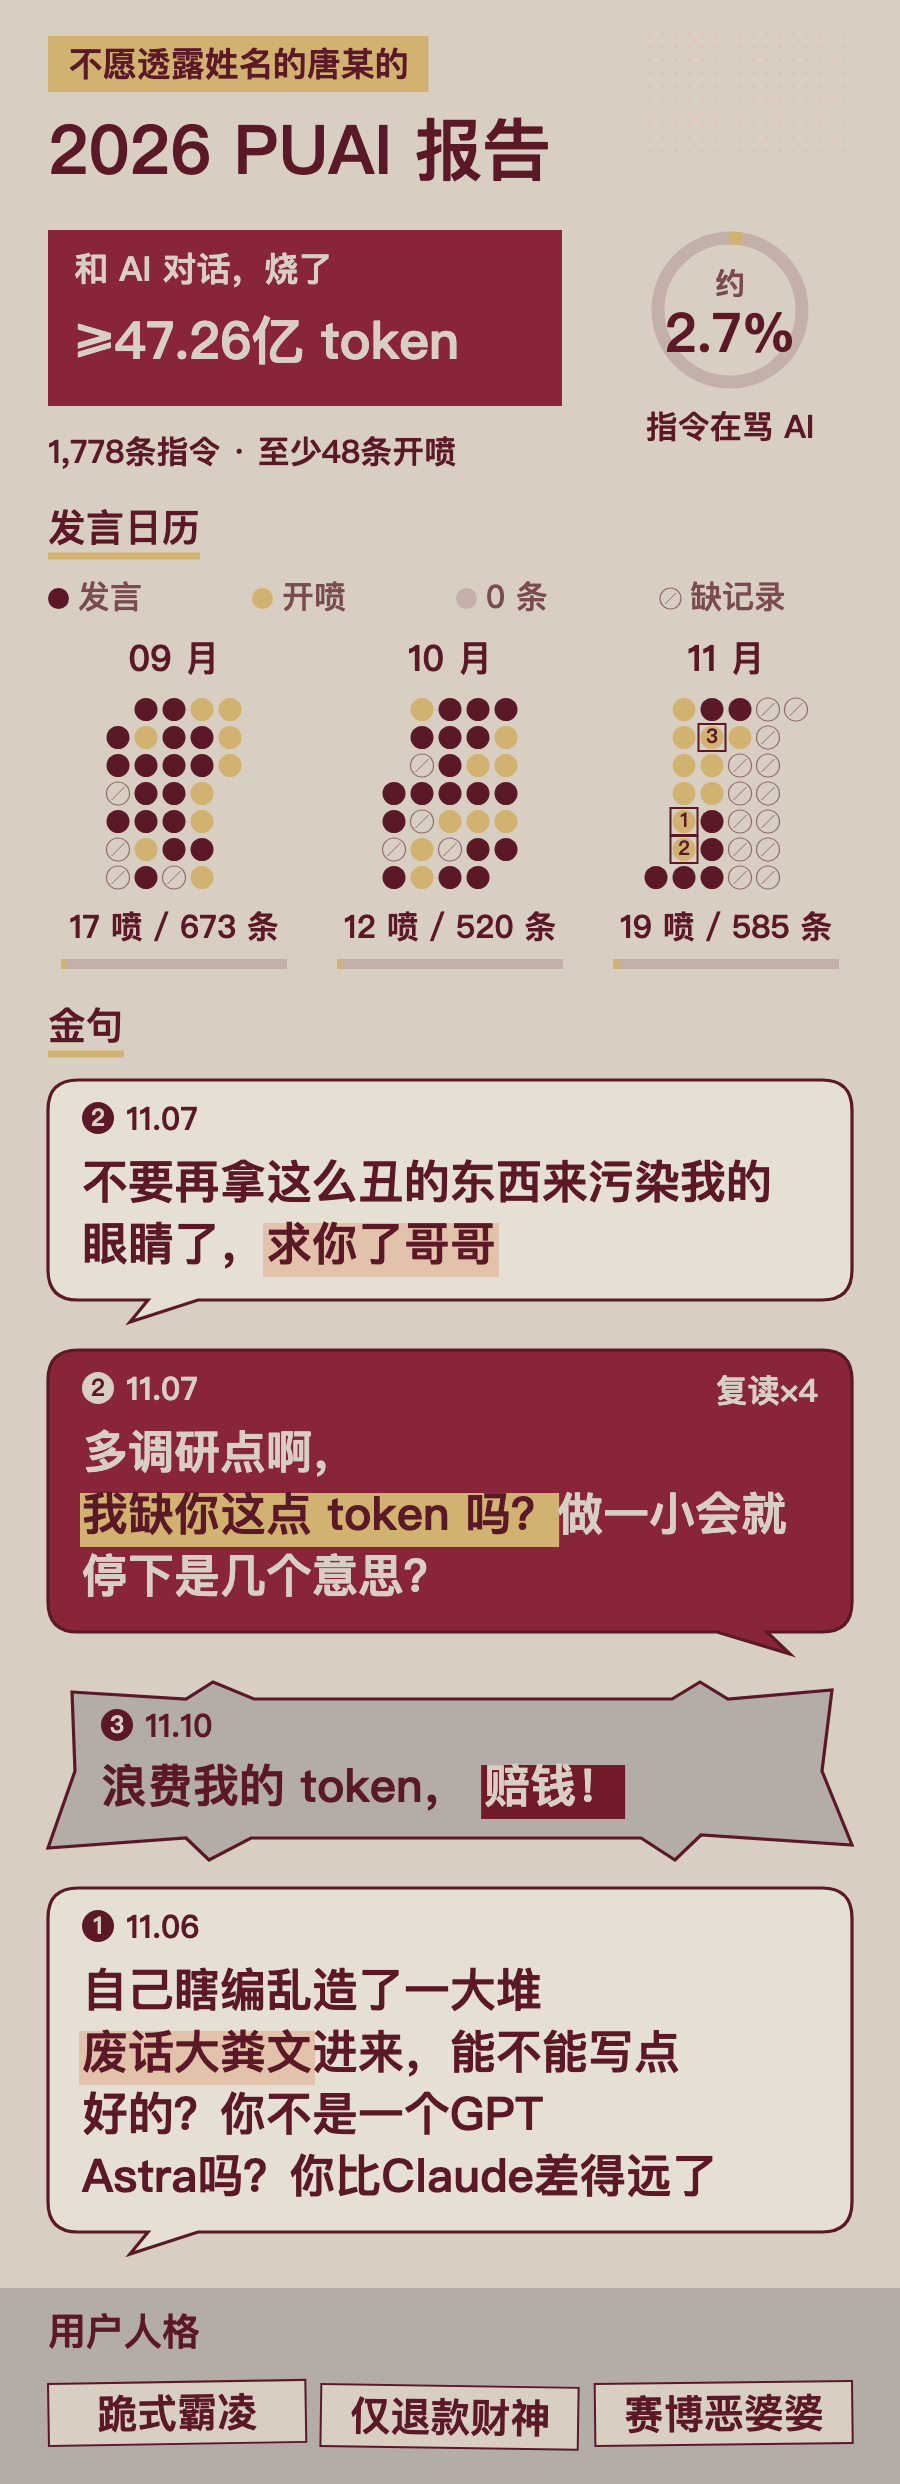 不愿透露姓名的唐某的
2026 PUAI 报告
和 AI 对话，烧了
≥47.26亿 token
约
2.7%
指令在骂 AI
1,778条指令 · 至少48条开喷
发言日历
发言 开喷 0 条 缺记录
09 月 10 月 11 月
3
1
2
17 喷 / 673 条 12 喷 / 520 条 19 喷 / 585 条
金句
2 11.07
不要再拿这么丑的东西来污染我的
眼睛了，求你了哥哥
2 11.07 复读×4
多调研点啊，
我缺你这点 token 吗？做一小会就
停下是几个意思？
3 11.10
浪费我的 token，赔钱！
1 11.06
自己瞎编乱造了一大堆
废话大粪文进来，能不能写点
好的？你不是一个GPT
Astra吗？你比Claude差得远了
用户人格
跪式霸凌 仅退款财神 赛博恶婆婆